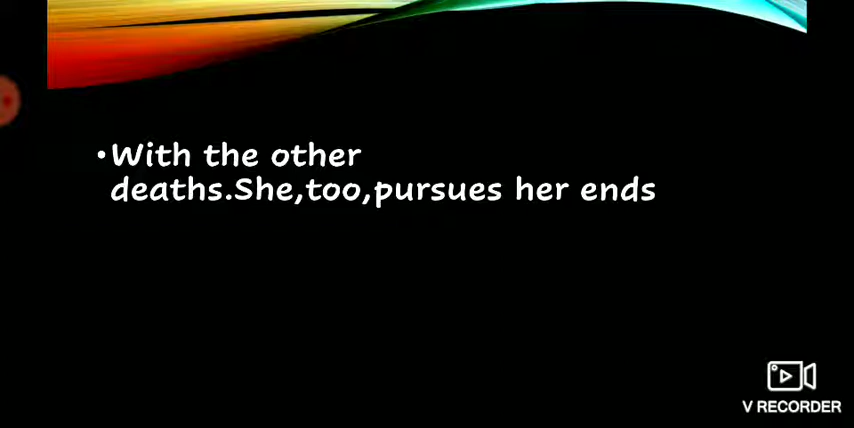 •With the other
deaths.She,too,pursues her ends
V RECORDER